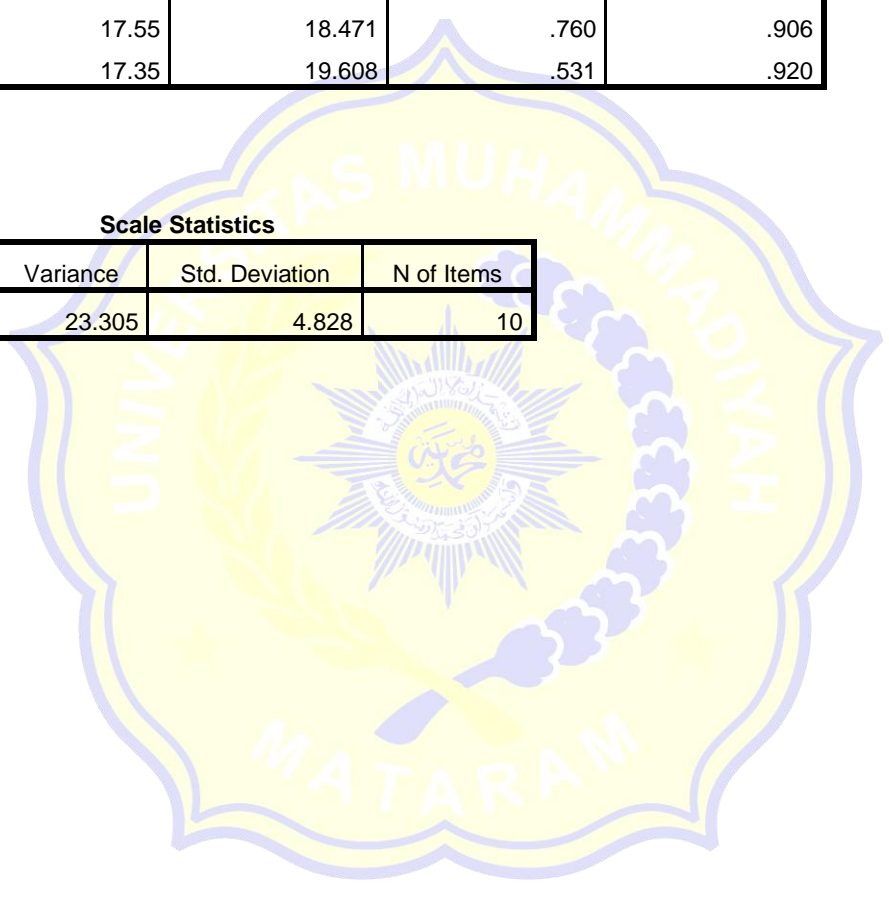 17.55 18.471 .760 .906
17.35 19.608 .531 .920
Scale Statistics
Variance Std. Deviation N of Items
23.305 4.828 10
UNIVERSITAS MUHAMMADIYAH
MATARAM